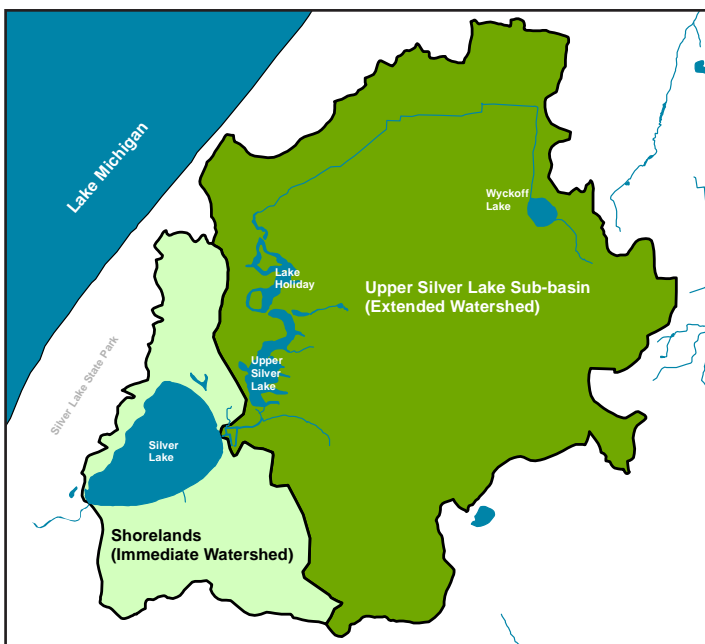 Lake Michigan
Wyckoff
Lake
Lake
Holiday
Upper Silver Lake Sub-basin
(Extended Watershed)
Silver Lake State Park
Upper
Silver
Lake
Silver
Lake
Shorelands
(Immediate Watershed)